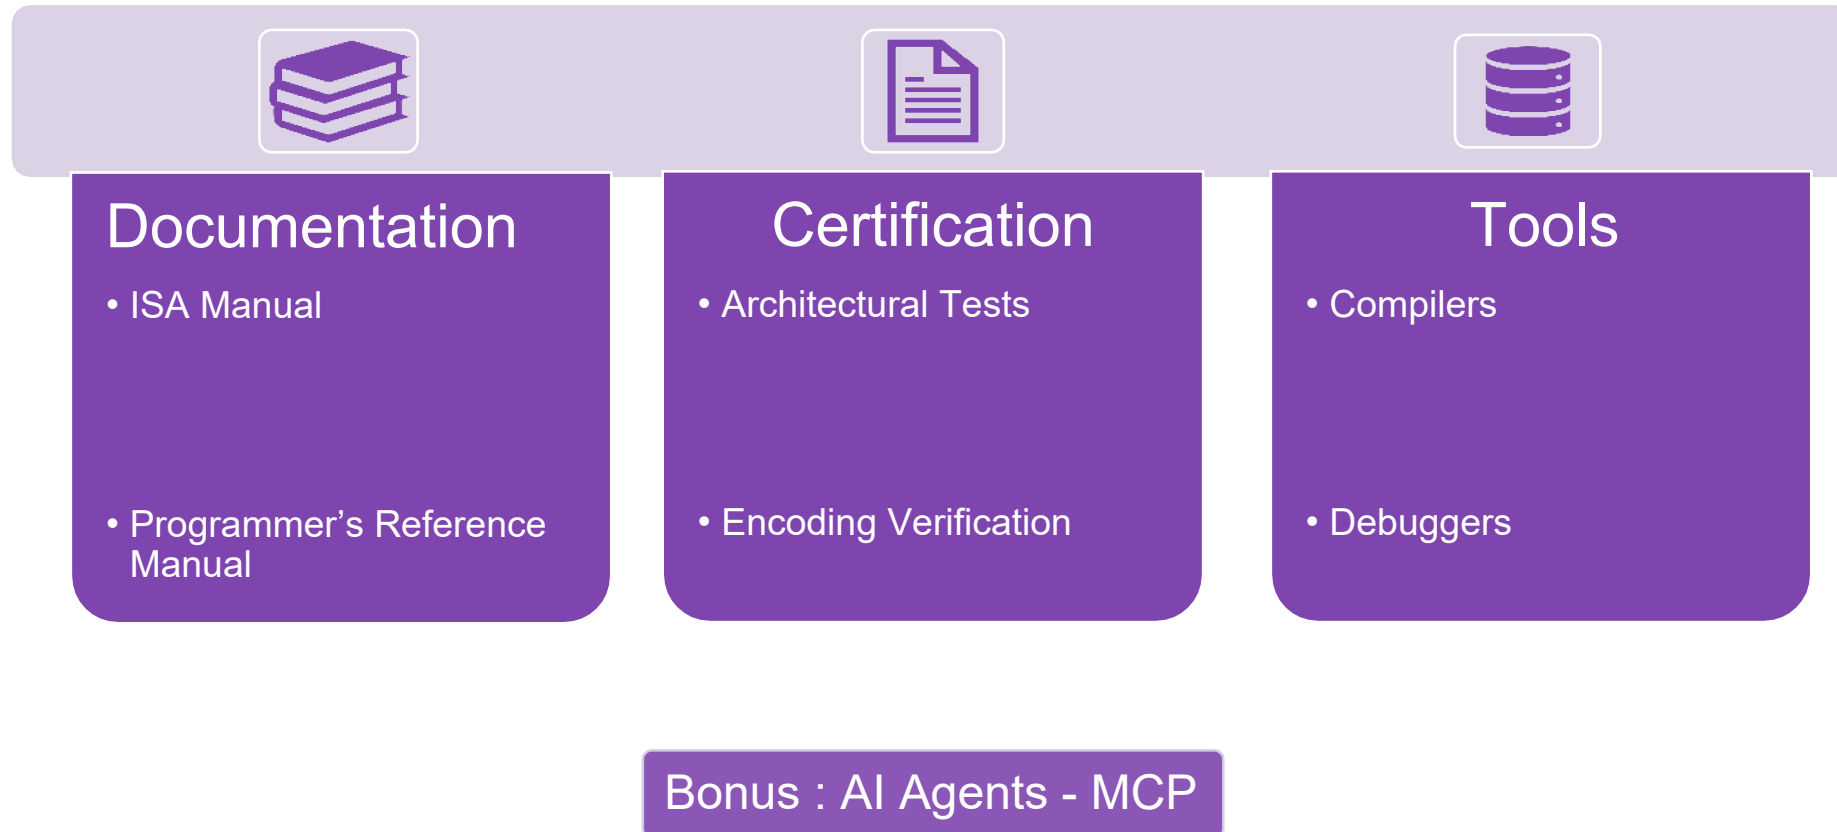 Documentation
• ISA Manual
• Programmer’s Reference
Manual
Certification
• Architectural Tests
• Encoding Verification
Tools
• Compilers
• Debuggers
Bonus : AI Agents - MCP